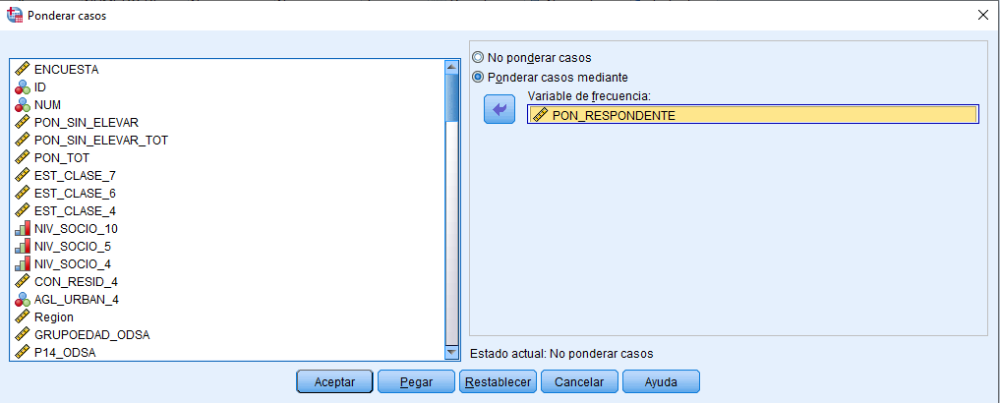 Ponderar casos
ENCUESTA
ID
NUM
PON_SIN_ELEVAR
PON_SIN_ELEVAR_TOT
PON_TOT
EST_CLASE_7
EST_CLASE_6
EST_CLASE_4
NIV_SOCIO_10
NIV_SOCIO_5
NIV_SOCIO_4
CON_RESID_4
AGL_URBAN_4
Region
GRUPOEDAD_ODSA
P14_ODSA
No ponderar casos
Ponderar casos mediante
Variable de frecuencia:
PON_RESPONDENTE
Estado actual: No ponderar casos
Aceptar Pegar Restablecer Cancelar Ayuda